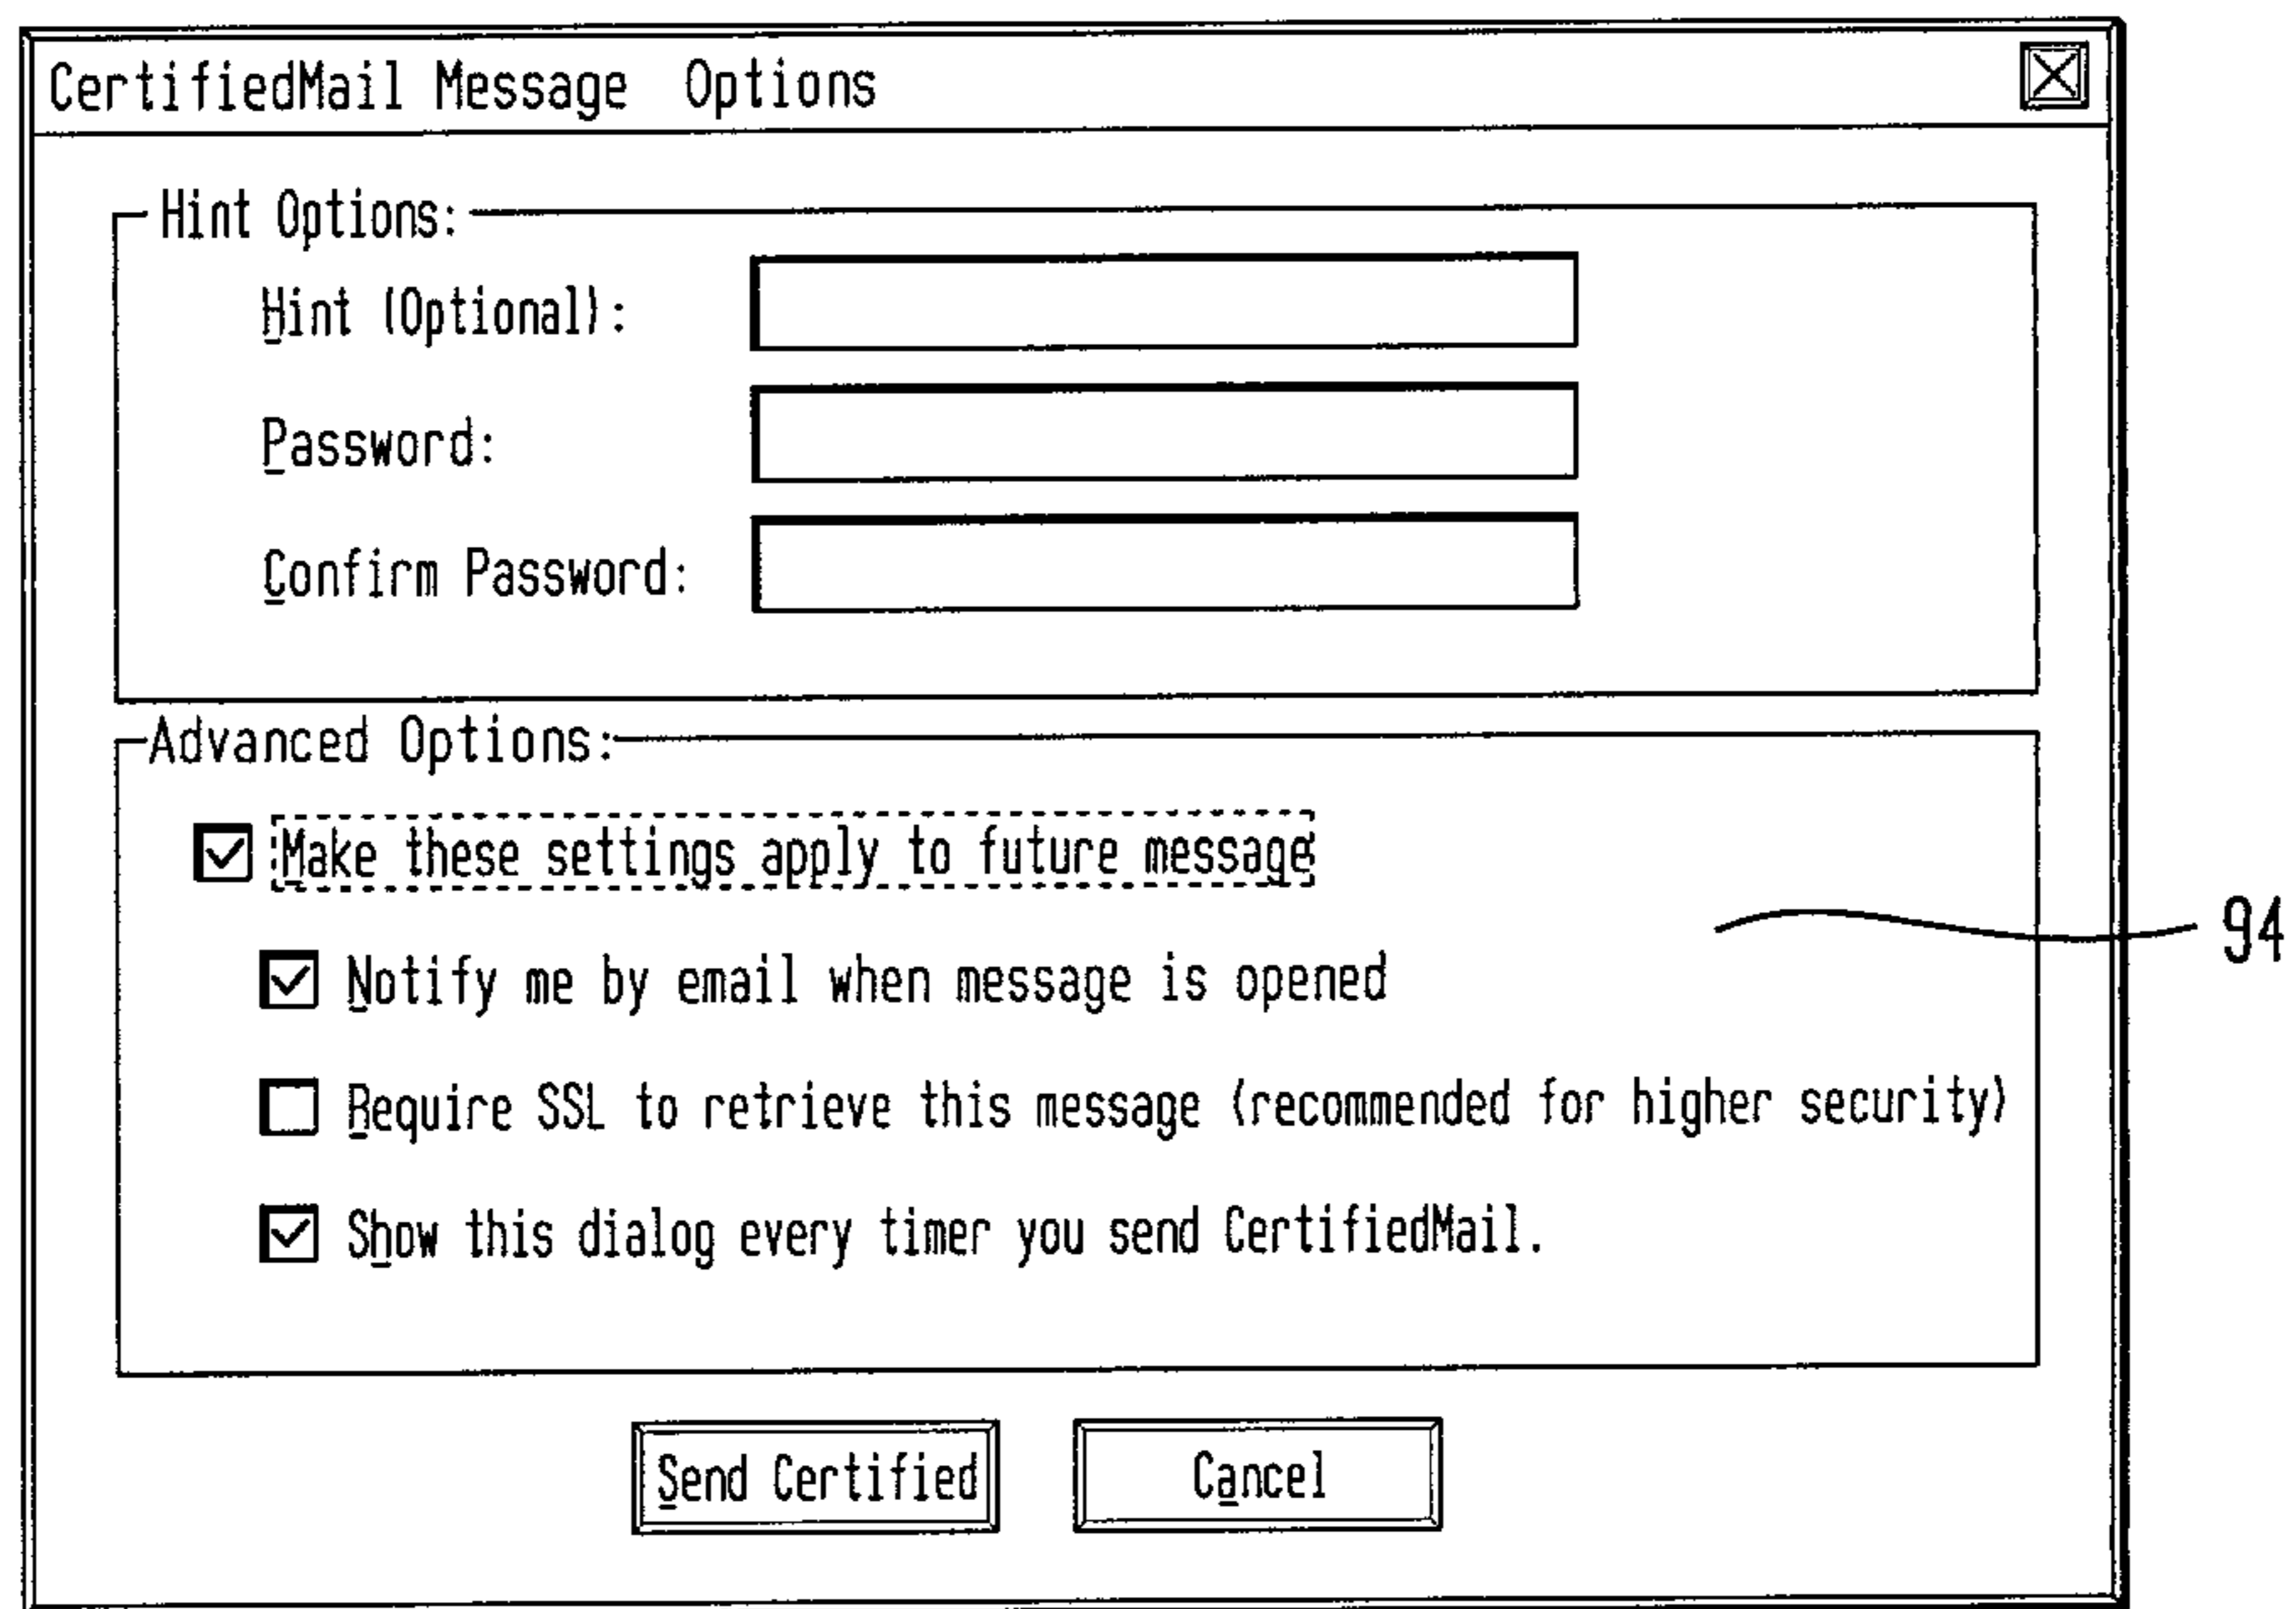 CertifiedMail Message Options
Hint Options:
Hint (Optional):
Password:
Confirm Password:
Advanced Options:
Make these settings apply to future message
94
Notify me by email when message is opened
Require SSL to retrieve this message (recommended for higher security)
Show this dialog every timer you send CertifiedMail.
Send Certified
Cancel